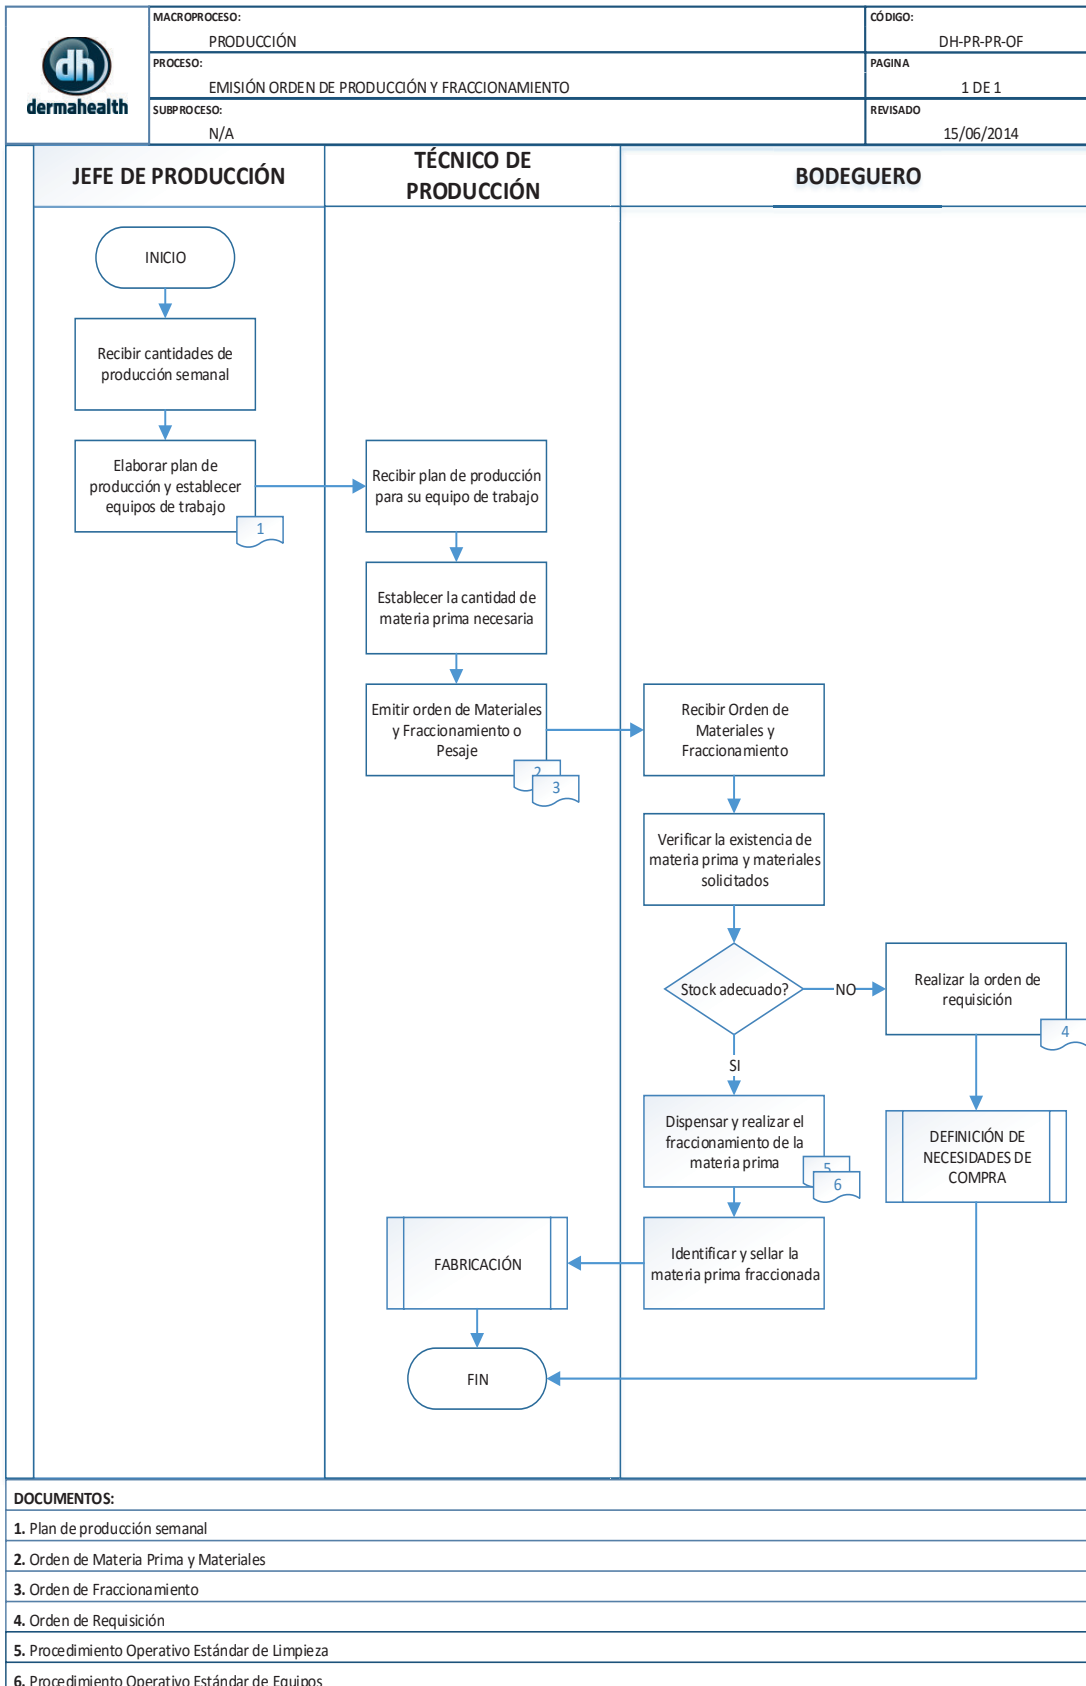 dh
dermahealth
MACROPROCESO:
PRODUCCIÓN
CÓDIGO:
DH-PR-PR-OF
PROCESO:
EMISIÓN ORDEN DE PRODUCCIÓN Y FRACCIONAMIENTO
PAGINA
1 DE 1
SUBPROCESO:
N/A
REVISADO
15/06/2014
JEFE DE PRODUCCIÓN
TÉCNICO DE
PRODUCCIÓN
BODEGUERO
INICIO
Recibir cantidades de
producción semanal
Elaborar plan de
producción y establecer
equipos de trabajo
1
Recibir plan de producción
para su equipo de trabajo
Establecer la cantidad de
materia prima necesaria
Emitir orden de Materiales
y Fraccionamiento o
Pesaje
2
3
Recibir Orden de
Materiales y
Fraccionamiento
Verificar la existencia de
materia prima y materiales
solicitados
Stock adecuado?
NO
Realizar la orden de
requisición
4
SI
Dispensar y realizar el
fraccionamiento de la
materia prima
5
6
DEFINICIÓN DE
NECESIDADES DE
COMPRA
Identificar y sellar la
materia prima fraccionada
FABRICACIÓN
FIN
DOCUMENTOS:
1. Plan de producción semanal
2. Orden de Materia Prima y Materiales
3. Orden de Fraccionamiento
4. Orden de Requisición
5. Procedimiento Operativo Estándar de Limpieza
6. Procedimiento Operativo Estándar de Equipos